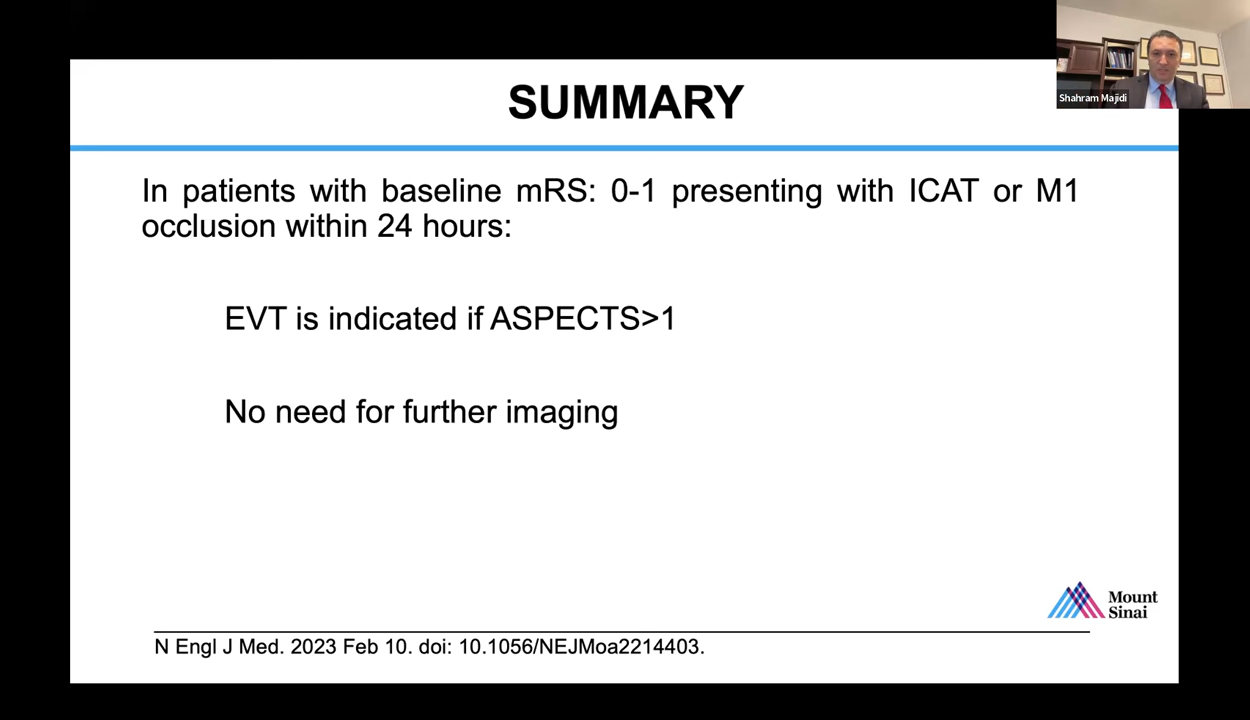 Shahram Majidi
SUMMARY
In patients with baseline mRS: 0-1 presenting with ICAT or M1
occlusion within 24 hours:
EVT is indicated if ASPECTS>1
No need for further imaging
Mount
Sinai
N Engl J Med. 2023 Feb 10. doi: 10.1056/NEJMoa2214403.